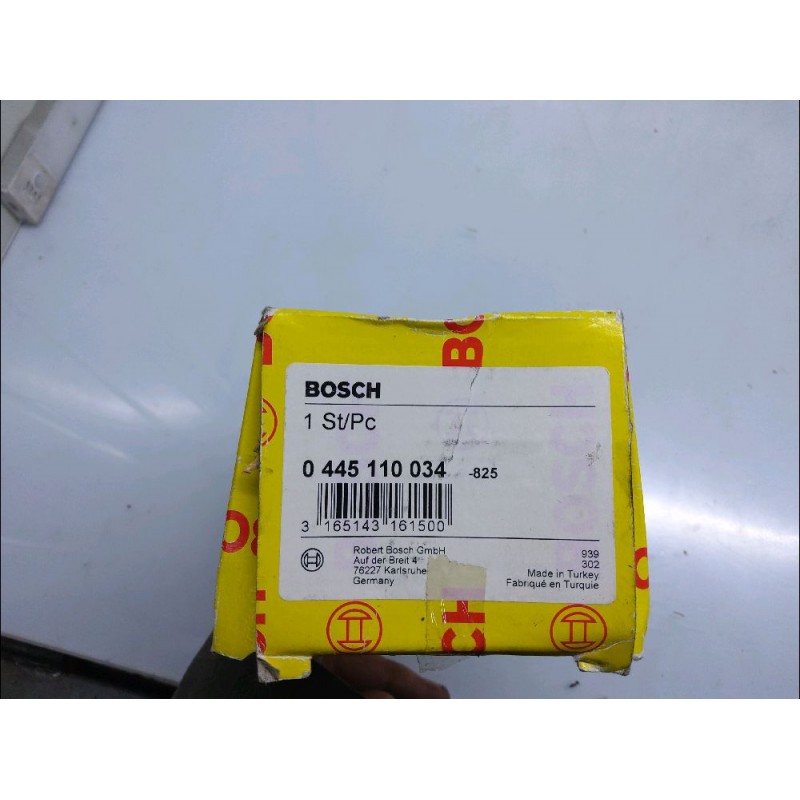 BOSCH
1 St/Pc
0 445 110 034 -825
3 165143 161500
Robert Bosch GmbH
Auf der Breit 4
76227 Karlsruhe
Germany
939
302
Made in Turkey
Fabriqué en Turquie